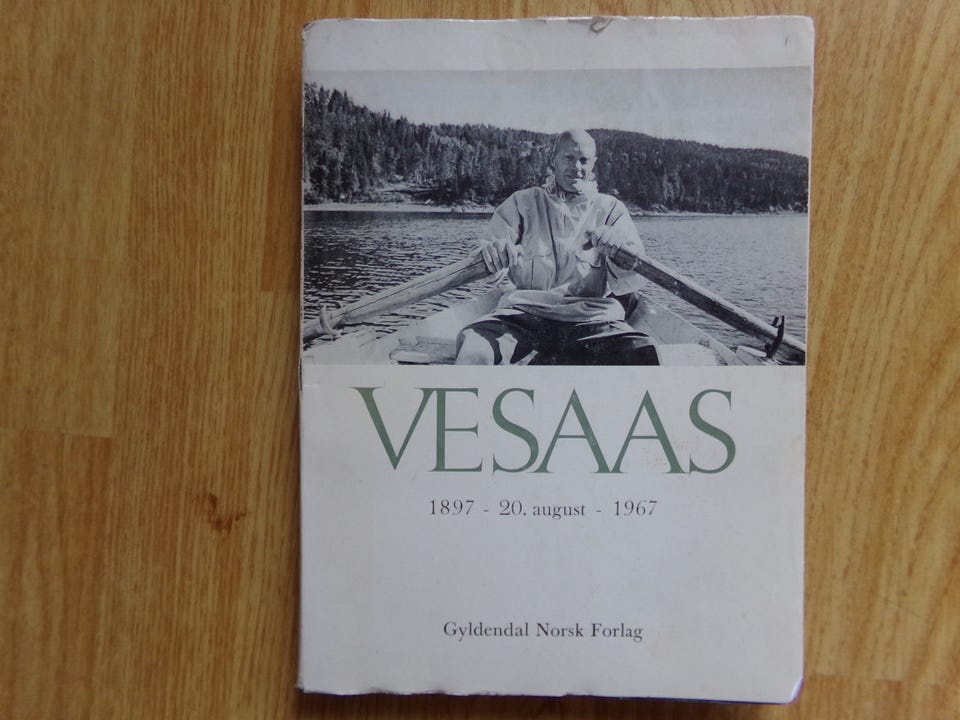 VESAAS
1897 - 20. august - 1967
Gyldendal Norsk Forlag